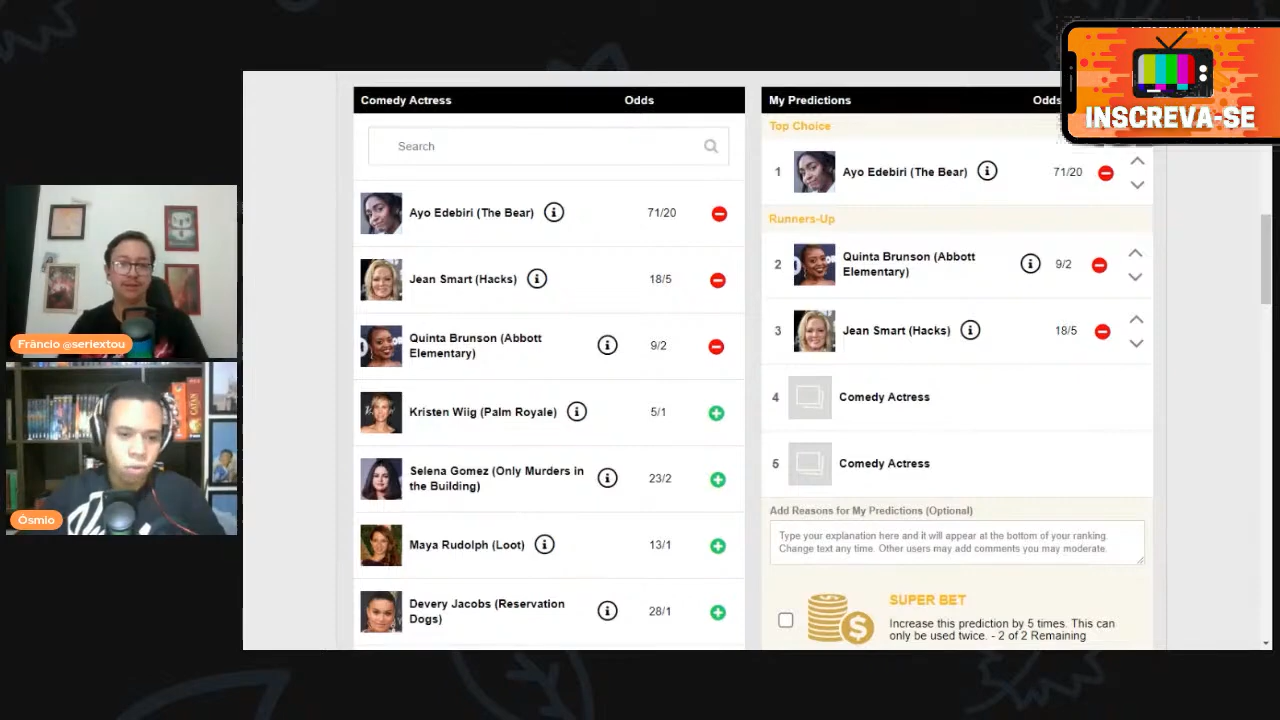 INSCREVA-SE
Comedy Actress Odds
Search
Ayo Edebiri (The Bear) 71/20
Jean Smart (Hacks) 18/5
Quinta Brunson (Abbott
Elementary) 9/2
Kristen Wiig (Palm Royale) 5/1
Selena Gomez (Only Murders in
the Building) 23/2
Maya Rudolph (Loot) 13/1
Devery Jacobs (Reservation
Dogs) 28/1
My Predictions Odds
Top Choice
1 Ayo Edebiri (The Bear) 71/20
Runners-Up
2 Quinta Brunson (Abbott
Elementary) 9/2
3 Jean Smart (Hacks) 18/5
4 Comedy Actress
5 Comedy Actress
Add Reasons for My Predictions (Optional)
Type your explanation here and it will appear at the bottom of your ranking.
Change text any time. Other users may add comments you may moderate.
SUPER BET
Increase this prediction by 5 times. This can
only be used twice. - 2 of 2 Remaining
Frâncio @seriextou
Ósmio
CATAN